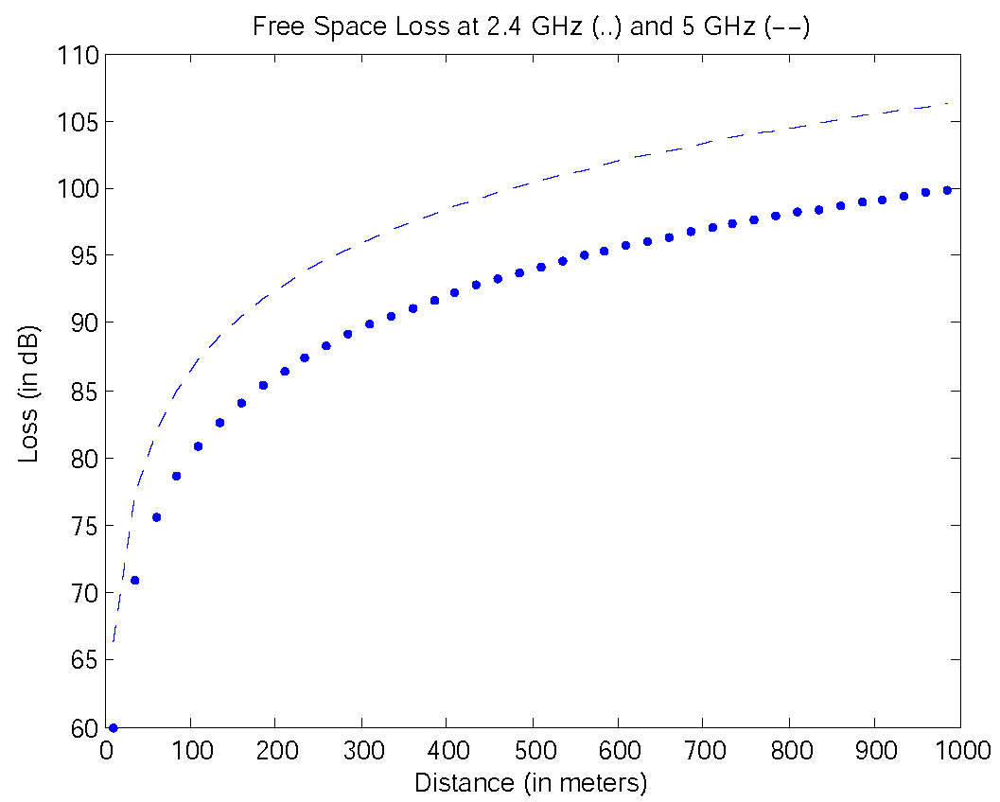 Free Space Loss at 2.4 GHz (..) and 5 GHz (--)
110
105
100
95
90
85
80
75
70
65
60
Loss (in dB)
0 100 200 300 400 500 600 700 800 900 1000
Distance (in meters)